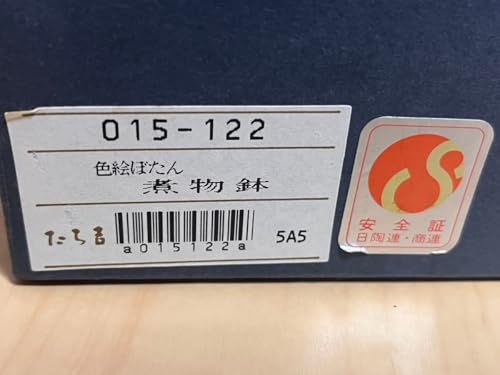 015-122
色絵ぼたん
煮物鉢
たち吉
a015122a
5A5
安全証
日陶連・商連